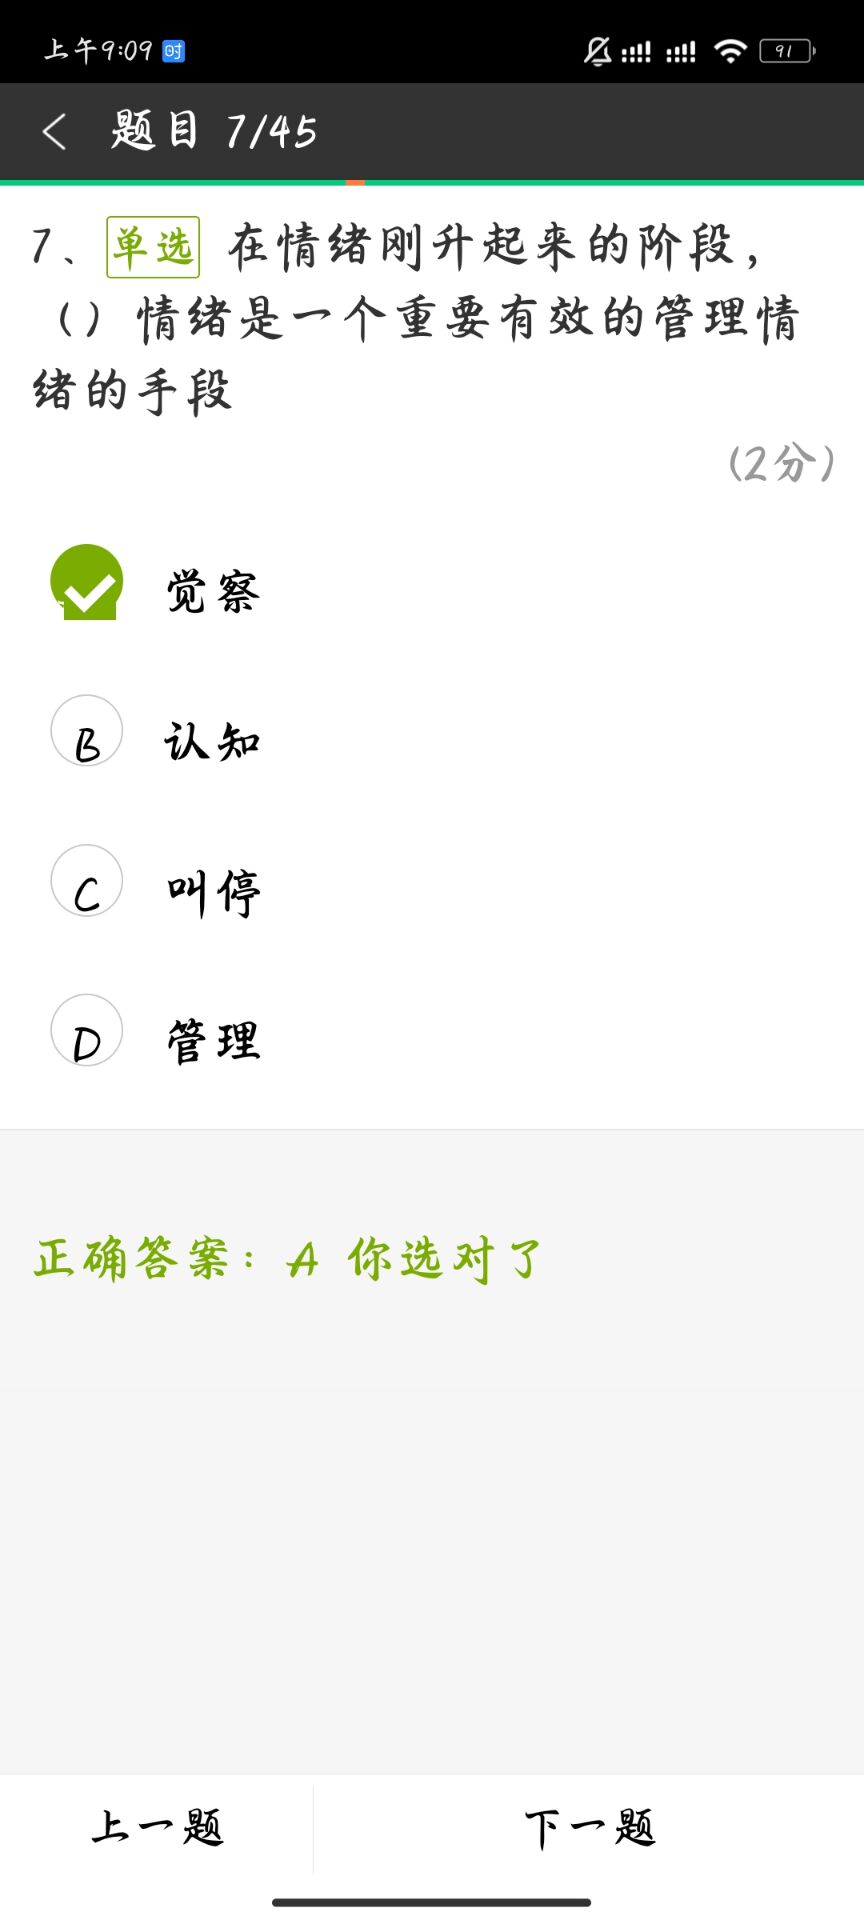 上午9:09 时 91
题目 7/45
7、单选 在情绪刚升起来的阶段，
（）情绪是一个重要有效的管理情
绪的手段
(2分)
觉察
B 认知
C 叫停
D 管理
正确答案：A 你选对了
上一题 下一题